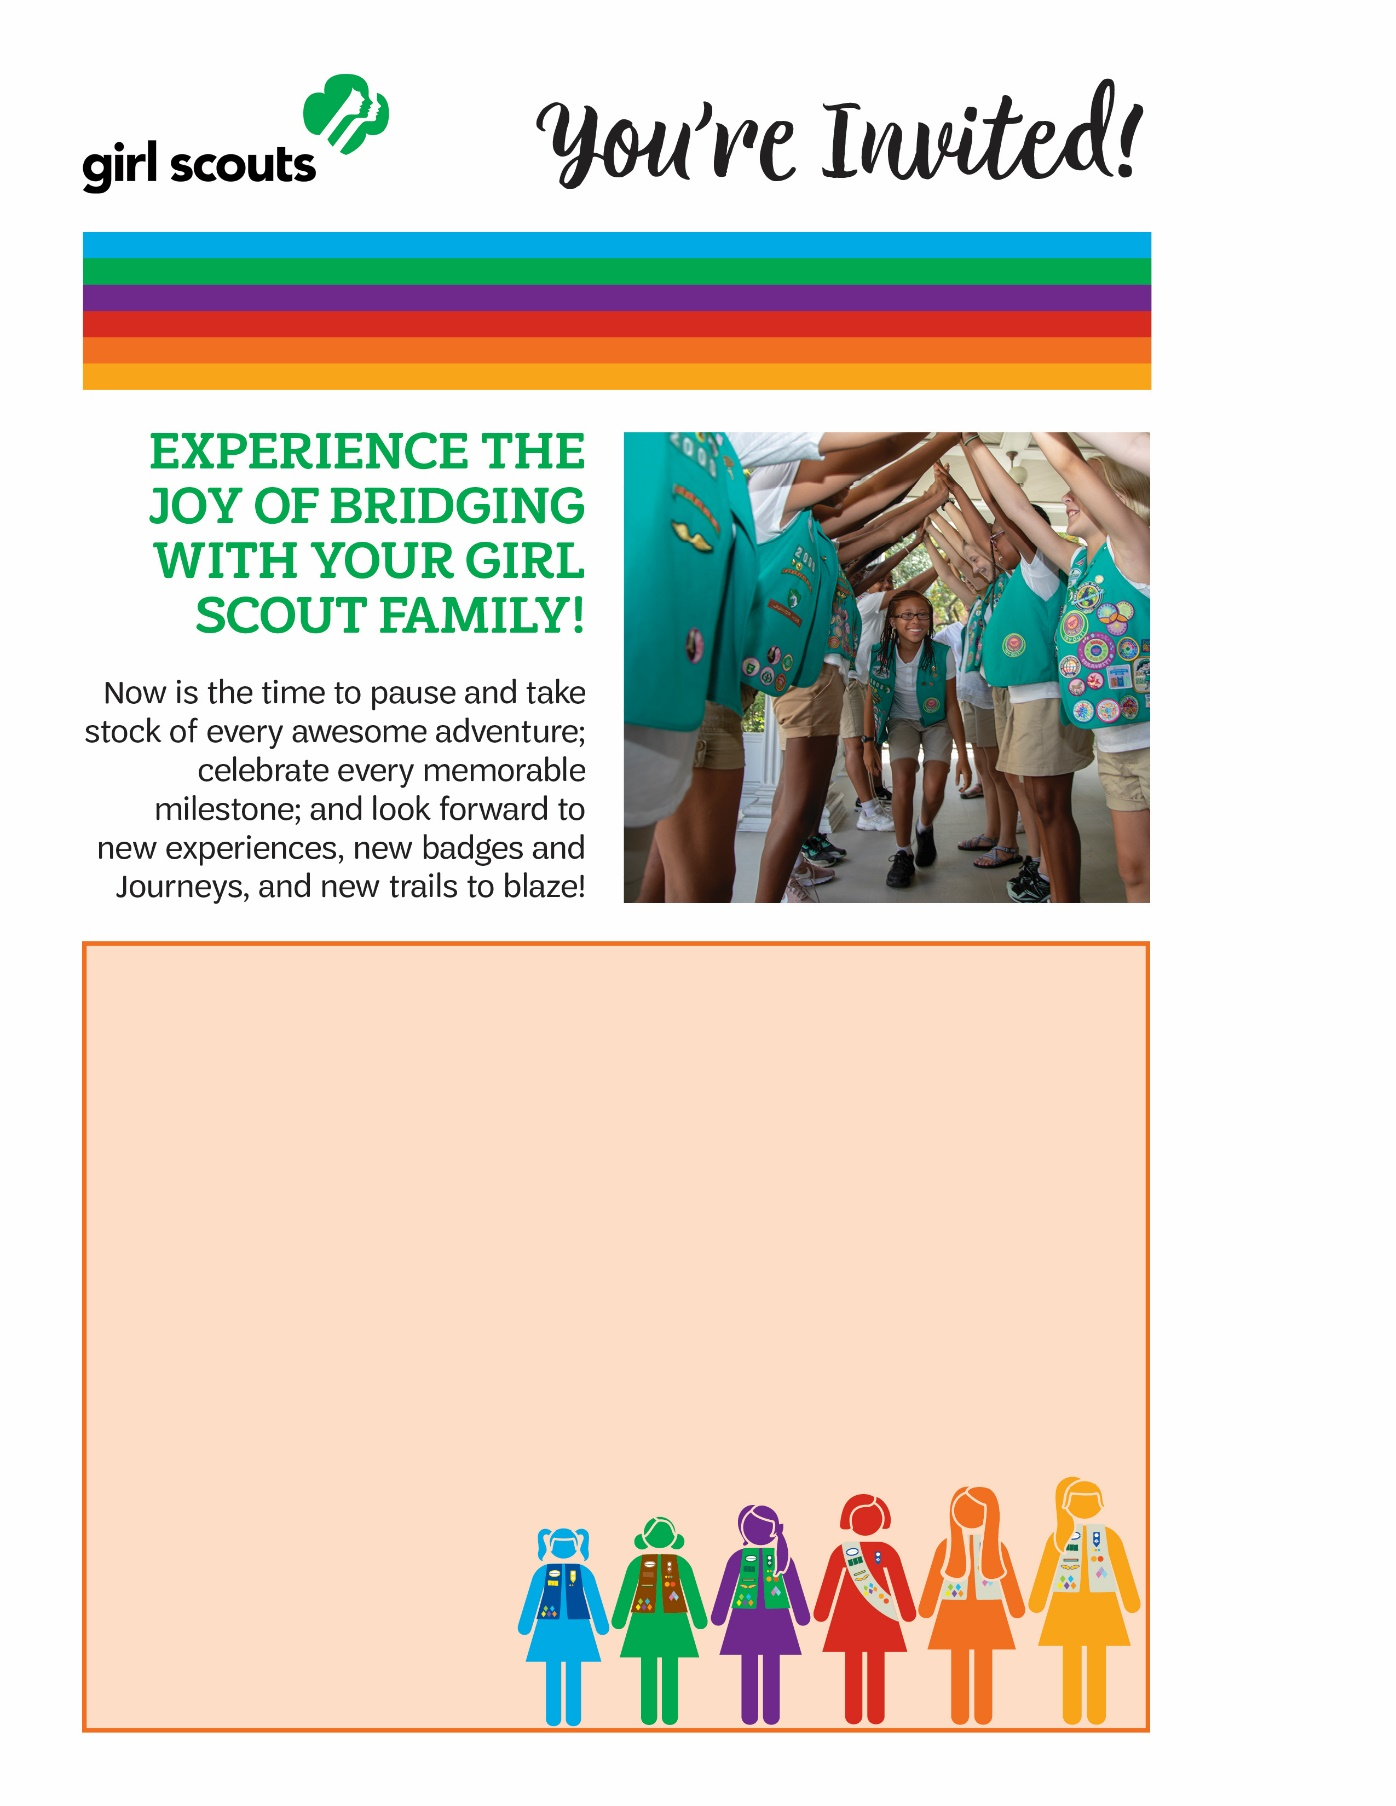 girl scouts
You're Invited!
EXPERIENCE THE
JOY OF BRIDGING
WITH YOUR GIRL
SCOUT FAMILY!
Now is the time to pause and take
stock of every awesome adventure;
celebrate every memorable
milestone; and look forward to
new experiences, new badges and
Journeys, and new trails to blaze!